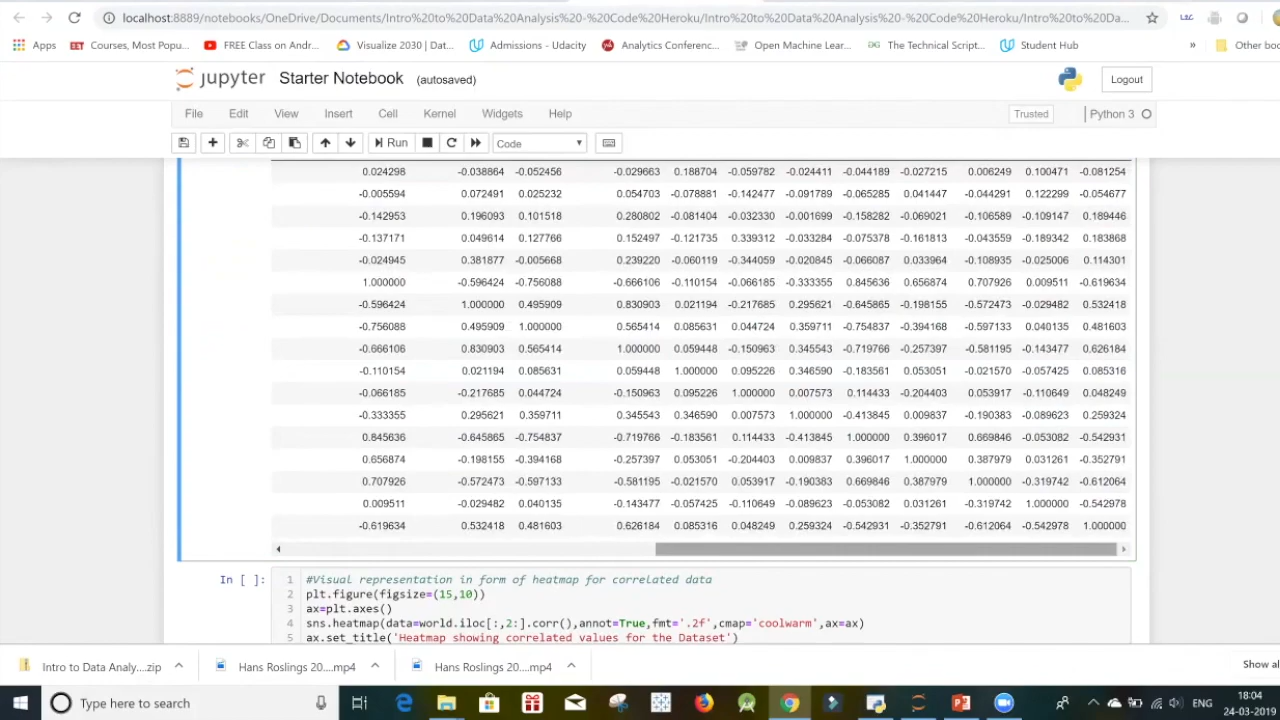 localhost:8889/notebooks/OneDrive/Documents/Intro%20to%20Data%20Analysis%20-%20Code%20Heroku/Intro%20to%20Data%20Analysis%20-%20Code%20Heroku/Intro%20to%20Da...
Apps Courses, Most Popu... FREE Class on Andr... Visualize 2030 | Dat... Admissions - Udacity Analytics Conferenc... Open Machine Lear... The Technical Script... Student Hub » Other boo
jupyter Starter Notebook (autosaved) Logout
File Edit View Insert Cell Kernel Widgets Help Trusted Python 3
Run Code
0.024298 -0.038864 -0.052456 -0.029663 0.188704 -0.059782 -0.024411 -0.044189 -0.027215 0.006249 0.100471 -0.081254
-0.005594 0.072491 0.025232 0.054703 -0.078881 -0.142477 -0.091789 -0.065285 0.041447 -0.044291 0.122299 -0.054677
-0.142953 0.196093 0.101518 0.280802 -0.081404 -0.032330 -0.001699 -0.158282 -0.069021 -0.106589 -0.109147 0.189446
-0.137171 0.049614 0.127766 0.152497 -0.121735 0.339312 -0.033284 -0.075378 -0.161813 -0.043559 -0.189342 0.183868
-0.024945 0.381877 -0.005668 0.239220 -0.060119 -0.344059 -0.020845 -0.066087 0.033964 -0.108935 -0.025006 0.114301
1.000000 -0.596424 -0.756088 -0.666106 -0.110154 -0.066185 -0.333355 0.845636 0.656874 0.707926 0.009511 -0.619634
-0.596424 1.000000 0.495909 0.830903 0.021194 -0.217685 0.295621 -0.645865 -0.198155 -0.572473 -0.029482 0.532418
-0.756088 0.495909 1.000000 0.565414 0.085631 0.044724 0.359711 -0.754837 -0.394168 -0.597133 0.040135 0.481603
-0.666106 0.830903 0.565414 1.000000 0.059448 -0.150963 0.345543 -0.719766 -0.257397 -0.581195 -0.143477 0.626184
-0.110154 0.021194 0.085631 0.059448 1.000000 0.095226 0.346590 -0.183561 0.053051 -0.021570 -0.057425 0.085316
-0.066185 -0.217685 0.044724 -0.150963 0.095226 1.000000 0.007573 0.114433 -0.204403 0.053917 -0.110649 0.048249
-0.333355 0.295621 0.359711 0.345543 0.346590 0.007573 1.000000 -0.413845 0.009837 -0.190383 -0.089623 0.259324
0.845636 -0.645865 -0.754837 -0.719766 -0.183561 0.114433 -0.413845 1.000000 0.396017 0.669846 -0.053082 -0.542931
0.656874 -0.198155 -0.394168 -0.257397 0.053051 -0.204403 0.009837 0.396017 1.000000 0.387979 0.031261 -0.352791
0.707926 -0.572473 -0.597133 -0.581195 -0.021570 0.053917 -0.190383 0.669846 0.387979 1.000000 -0.319742 -0.612064
0.009511 -0.029482 0.040135 -0.143477 -0.057425 -0.110649 -0.089623 -0.053082 0.031261 -0.319742 1.000000 -0.542978
-0.619634 0.532418 0.481603 0.626184 0.085316 0.048249 0.259324 -0.542931 -0.352791 -0.612064 -0.542978 1.000000
In [ ]: 1 #Visual representation in form of heatmap for correlated data
2 plt.figure(figsize=(15,10))
3 ax=plt.axes()
4 sns.heatmap(data=world.iloc[:,2:].corr(),annot=True,fmt='.2f',cmap='coolwarm',ax=ax)
5 ax.set_title('Heatmap showing correlated values for the Dataset')
Intro to Data Analy....zip Hans Roslings 20....mp4 Hans Roslings 20....mp4 Show al
Type here to search ENG 18:04
24-03-2019